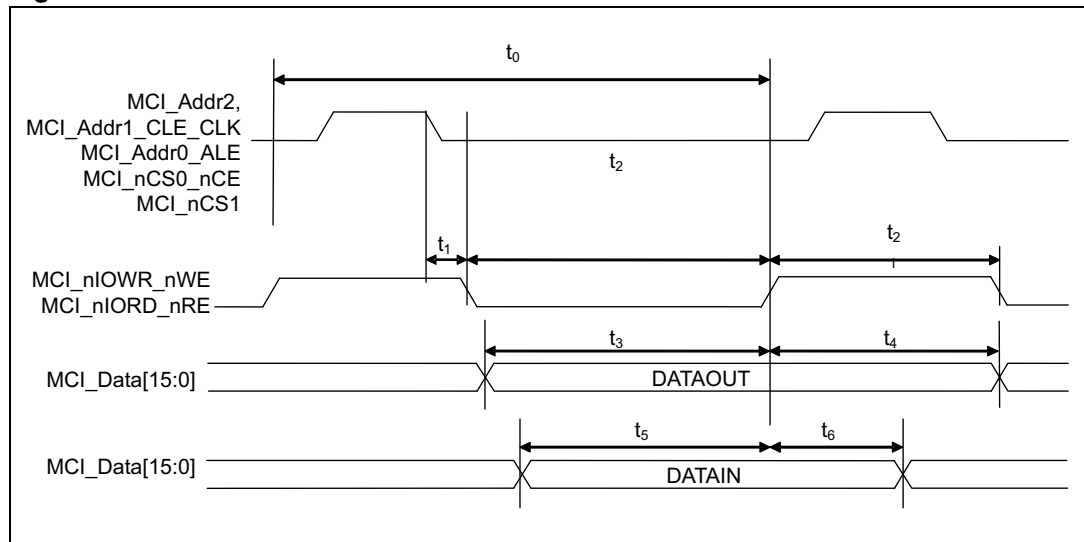 t₀
MCI_Addr2,
MCI_Addr1_CLE_CLK
MCI_Addr0_ALE
MCI_nCS0_nCE
MCI_nCS1
t₂
t₁
t₂
ı
MCI_nIOWR_nWE
MCI_nIORD_nRE
t₃
t₄
MCI_Data[15:0]
DATAOUT
t₅
t₆
MCI_Data[15:0]
DATAIN